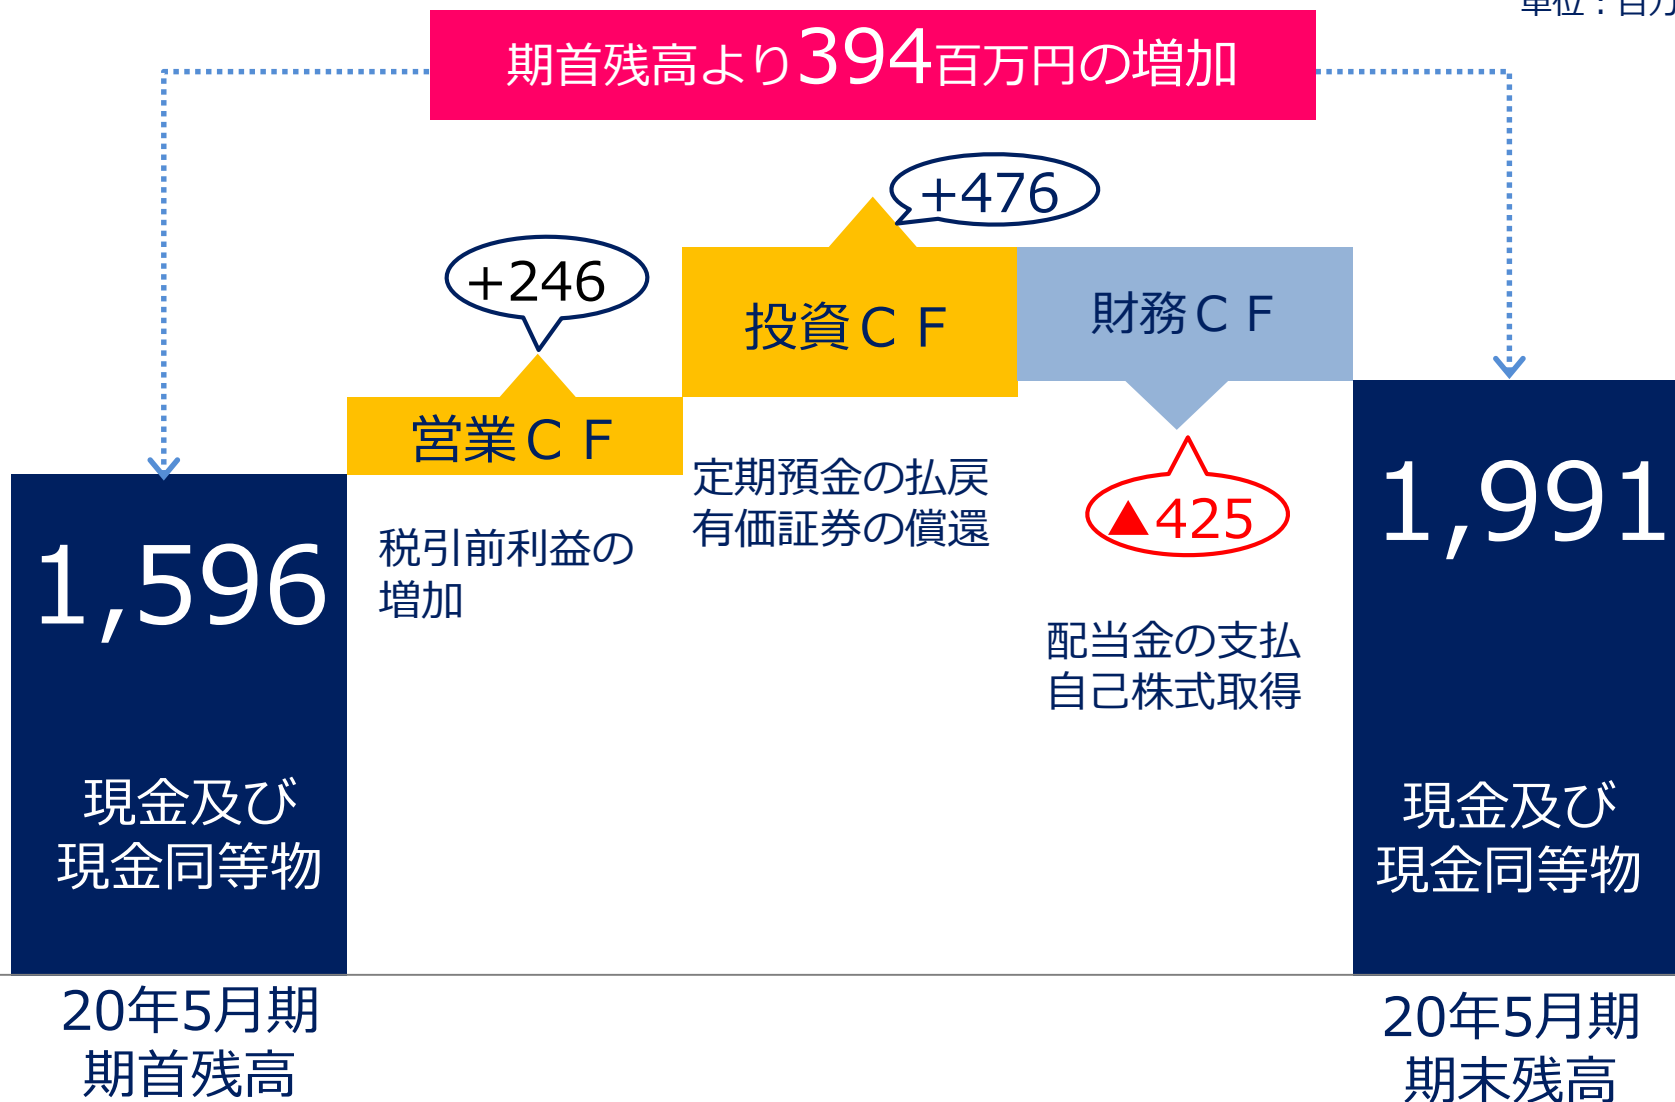 単位：百万
期首残高より394百万円の増加
+476
+246
投資ＣＦ
財務ＣＦ
営業ＣＦ
定期預金の払戻
有価証券の償還
▲425
1,991
1,596
税引前利益の
増加
配当金の支払
自己株式取得
現金及び
現金同等物
現金及び
現金同等物
20年5月期
期首残高
20年5月期
期末残高